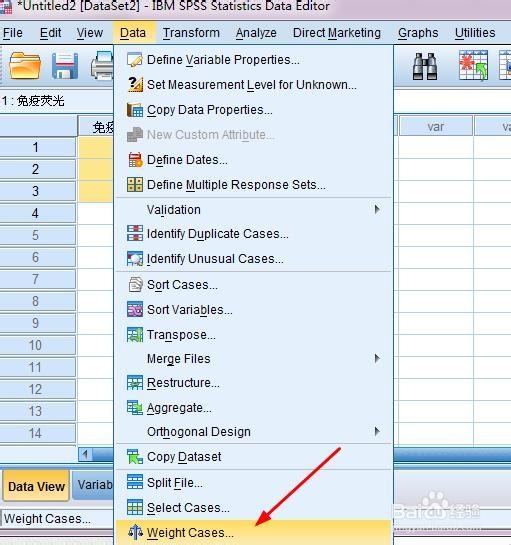 *Untitled2 [DataSet2] - IBM SPSS Statistics Data Editor
File Edit View Data Transform Analyze Direct Marketing Graphs Utilities
1 : 免疫荧光
免疫
var
va
1
2
3
4
5
6
7
8
9
10
11
12
13
14
Define Variable Properties...
Set Measurement Level for Unknown...
Copy Data Properties...
New Custom Attribute...
Define Dates...
Define Multiple Response Sets...
Validation
Identify Duplicate Cases...
Identify Unusual Cases...
Sort Cases...
Sort Variables...
Transpose...
Merge Files
Restructure...
Aggregate...
Orthogonal Design
Copy Dataset
Split File...
Select Cases...
Weight Cases...
Data View Variab
Weight Cases...
Baidu 经验